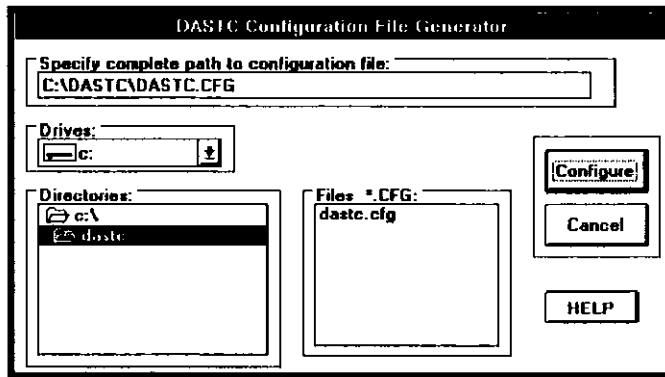 DASTC Configuration File Generator
Specify complete path to configuration file:
C:\DASTC\DASTC.CFG
Drives:
c:
Directories:
c:\
dastc
Files *.CFG:
dastc.cfg
Configure
Cancel
HELP